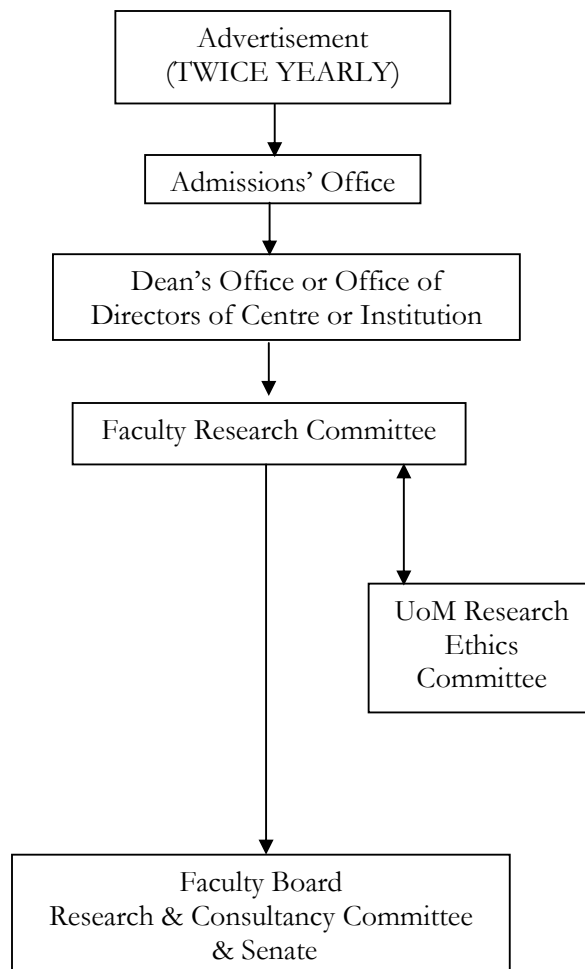 Advertisement
(TWICE YEARLY)
Admissions’ Office
Dean’s Office or Office of
Directors of Centre or Institution
Faculty Research Committee
UoM Research
Ethics
Committee
Faculty Board
Research & Consultancy Committee
& Senate